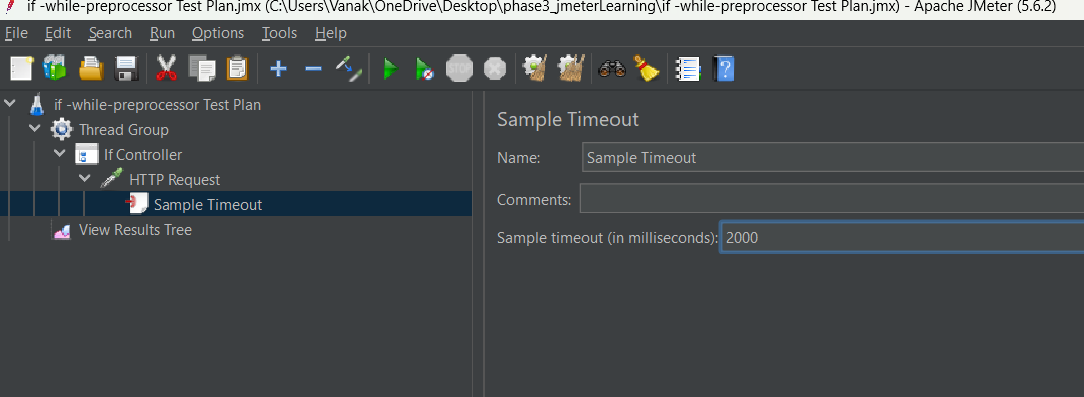 if -while-preprocessor Test Plan.jmx (C:\Users\Vanak\OneDrive\Desktop\phase3_jmeterLearning\if -while-preprocessor Test Plan.jmx) - Apache JMeter (5.6.2)
File Edit Search Run Options Tools Help
STOP
if -while-preprocessor Test Plan
Thread Group
If Controller
HTTP Request
Sample Timeout
View Results Tree
Sample Timeout
Name: Sample Timeout
Comments:
Sample timeout (in milliseconds): 2000